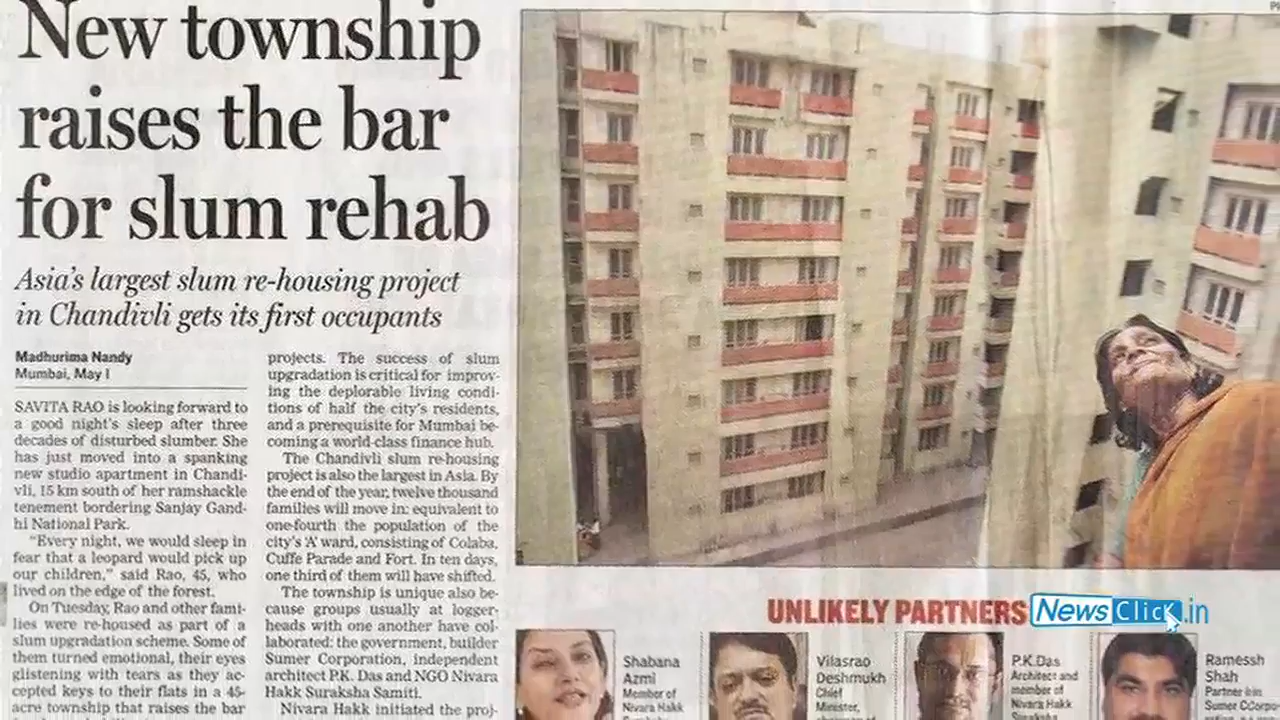 New township
raises the bar
for slum rehab
Asia's largest slum re-housing project
in Chandivli gets its first occupants
Madhurima Nandy
Mumbai, May 1
SAVITA RAO is looking forward to
a good night's sleep after three
decades of disturbed slumber. She
has just moved into a spanking
new studio apartment in Chandi-
vli, 15 km south of her ramshackle
tenement bordering Sanjay Gand-
hi National Park.
"Every night, we would sleep in
fear that a leopard would pick up
our children," said Rao, 45, who
lived on the edge of the forest.
On Tuesday, Rao and other fami-
lies were re-housed as part of a
slum upgradation scheme. Some of
them turned emotional, their eyes
glistening with tears as they ac-
cepted keys to their flats in a 45-
acre township that raises the bar
projects. The success of slum
upgradation is critical for improv-
ing the deplorable living condi-
tions of half the city's residents,
and a prerequisite for Mumbai be-
coming a world-class finance hub.
The Chandivli slum re-housing
project is also the largest in Asia. By
the end of the year, twelve thousand
families will move in: equivalent to
one-fourth the population of the
city's 'A' ward, consisting of Colaba,
Cuffe Parade and Fort. In ten days,
one third of them will have shifted.
The township is unique also be-
cause groups usually at logger-
heads with one another have col-
laborated: the government, builder
Sumer Corporation, independent
architect P.K. Das and NGO Nivara
Hakk Suraksha Samiti.
Nivara Hakk initiated the proj-
UNLIKELY PARTNERS
NewsClick.in
Shabana
Azmi
Member of
Nivara Hakk
Vilasrao
Deshmukh
Chief
Minister,
P.K.Das
Architect and
member of
Nivara Hakk
Ramessh
Shah
Partner in